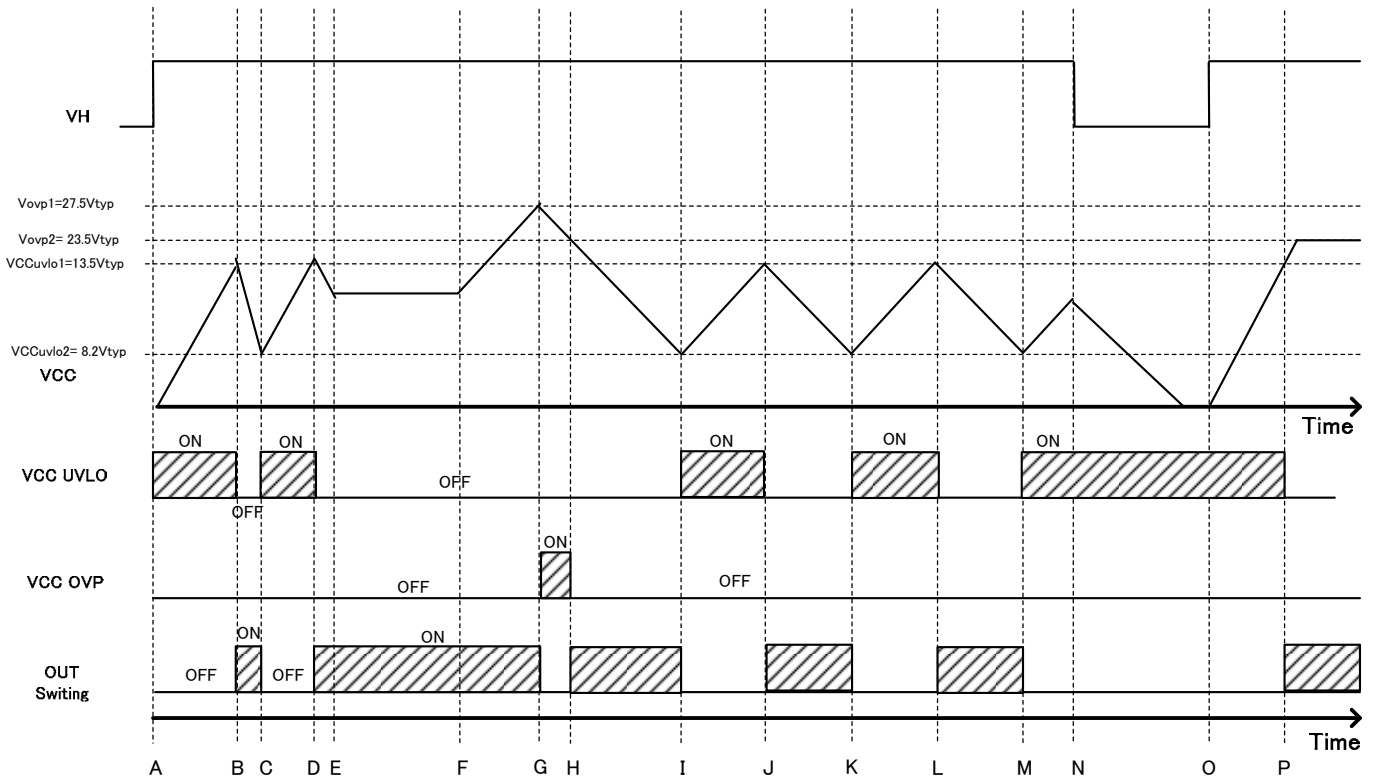 VH
Vovp1=27.5Vtyp
Vovp2= 23.5Vtyp
VCCuvlo1=13.5Vtyp
VCCuvlo2= 8.2Vtyp
VCC
Time
ON
ON
ON
ON
ON
VCC UVLO
OFF
OFF
ON
VCC OVP
OFF
OFF
ON
ON
OUT
Switing
OFF
OFF
Time
A B C D E F G H I J K L M N O P